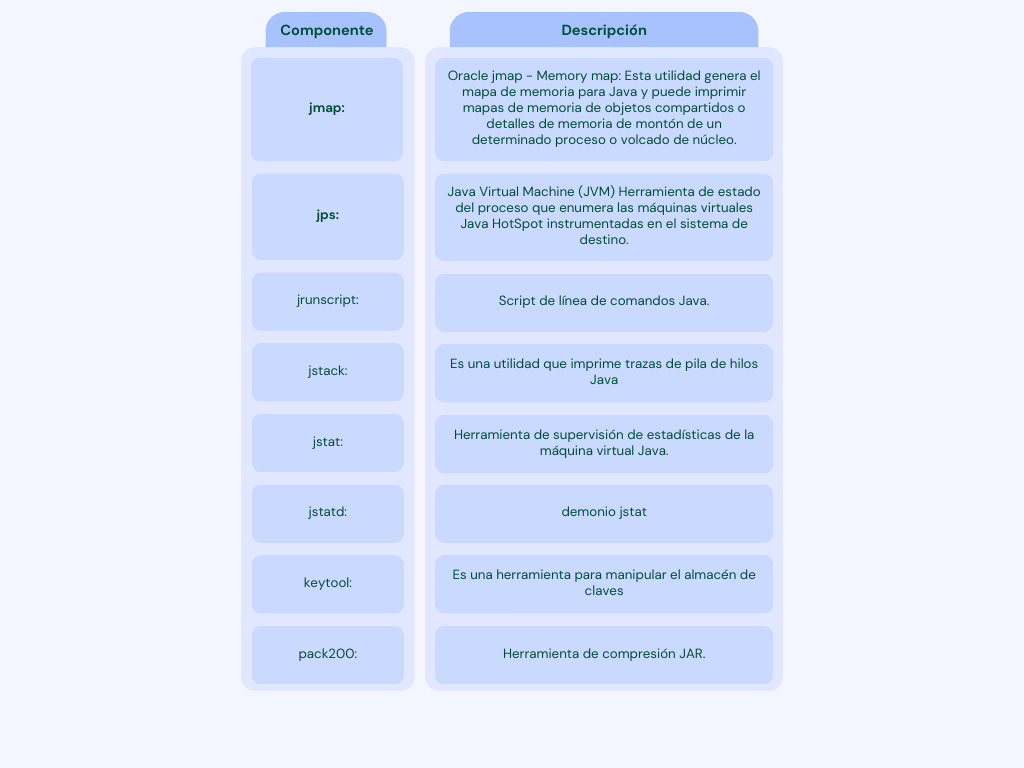 Componente
Descripción
jmap:
Oracle jmap - Memory map: Esta utilidad genera el
mapa de memoria para Java y puede imprimir
mapas de memoria de objetos compartidos o
detalles de memoria de montón de un
determinado proceso o volcado de núcleo.
jps:
Java Virtual Machine (JVM) Herramienta de estado
del proceso que enumera las máquinas virtuales
Java HotSpot instrumentadas en el sistema de
destino.
jrunscript:
Script de línea de comandos Java.
jstack:
Es una utilidad que imprime trazas de pila de hilos
Java
jstat:
Herramienta de supervisión de estadísticas de la
máquina virtual Java.
jstatd:
demonio jstat
keytool:
Es una herramienta para manipular el almacén de
claves
pack200:
Herramienta de compresión JAR.